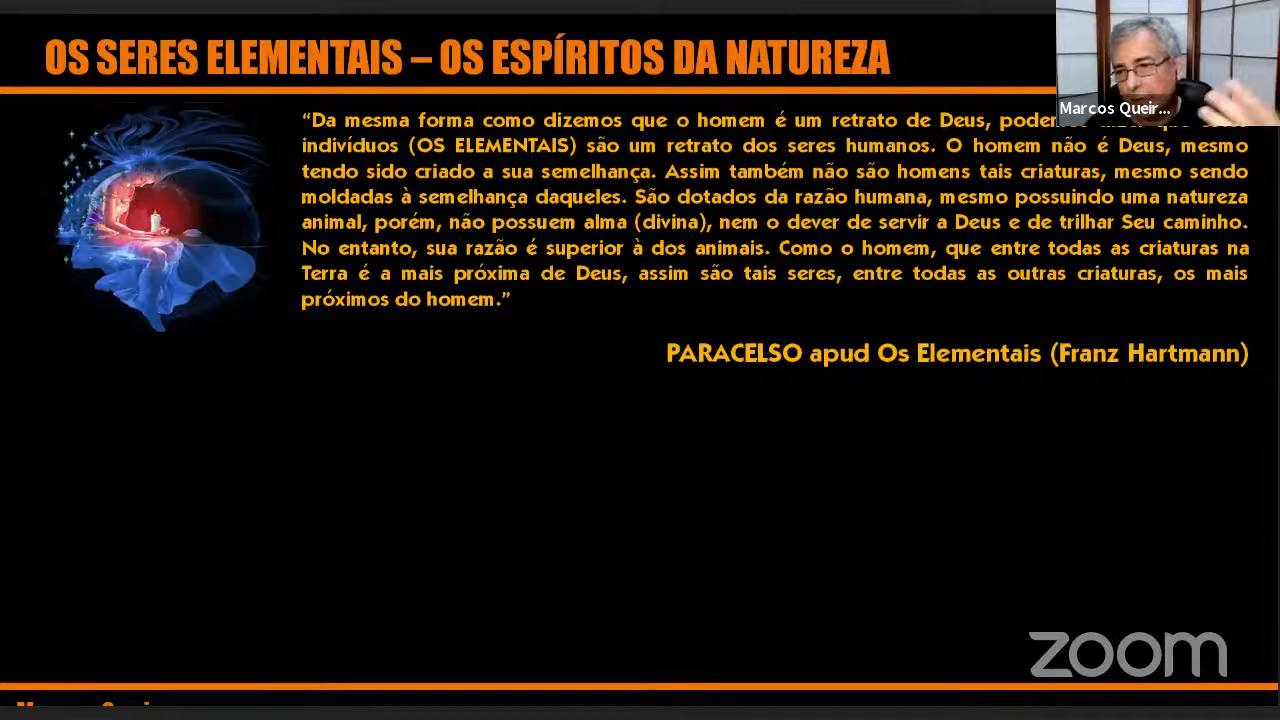 OS SERES ELEMENTAIS – OS ESPÍRITOS DA NATUREZA
Marcos Queir...
“Da mesma forma como dizemos que o homem é um retrato de Deus,
indivíduos (OS ELEMENTAIS) são um retrato dos seres humanos. O homem não é Deus, mesmo
tendo sido criado a sua semelhança. Assim também não são homens tais criaturas, mesmo sendo
moldadas à semelhança daqueles. São dotados da razão humana, mesmo possuindo uma natureza
animal, porém, não possuem alma (divina), nem o dever de servir a Deus e de trilhar Seu caminho.
No entanto, sua razão é superior à dos animais. Como o homem, que entre todas as criaturas na
Terra é a mais próxima de Deus, assim são tais seres, entre todas as outras criaturas, os mais
próximos do homem.”
PARACELSO apud Os Elementais (Franz Hartmann)
zoom